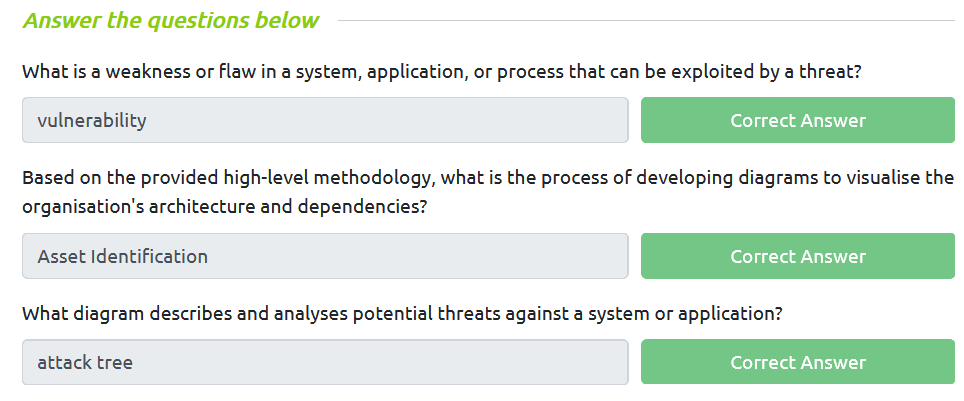 Answer the questions below
What is a weakness or flaw in a system, application, or process that can be exploited by a threat?
vulnerability
Correct Answer
Based on the provided high-level methodology, what is the process of developing diagrams to visualise the
organisation's architecture and dependencies?
Asset Identification
Correct Answer
What diagram describes and analyses potential threats against a system or application?
attack tree
Correct Answer